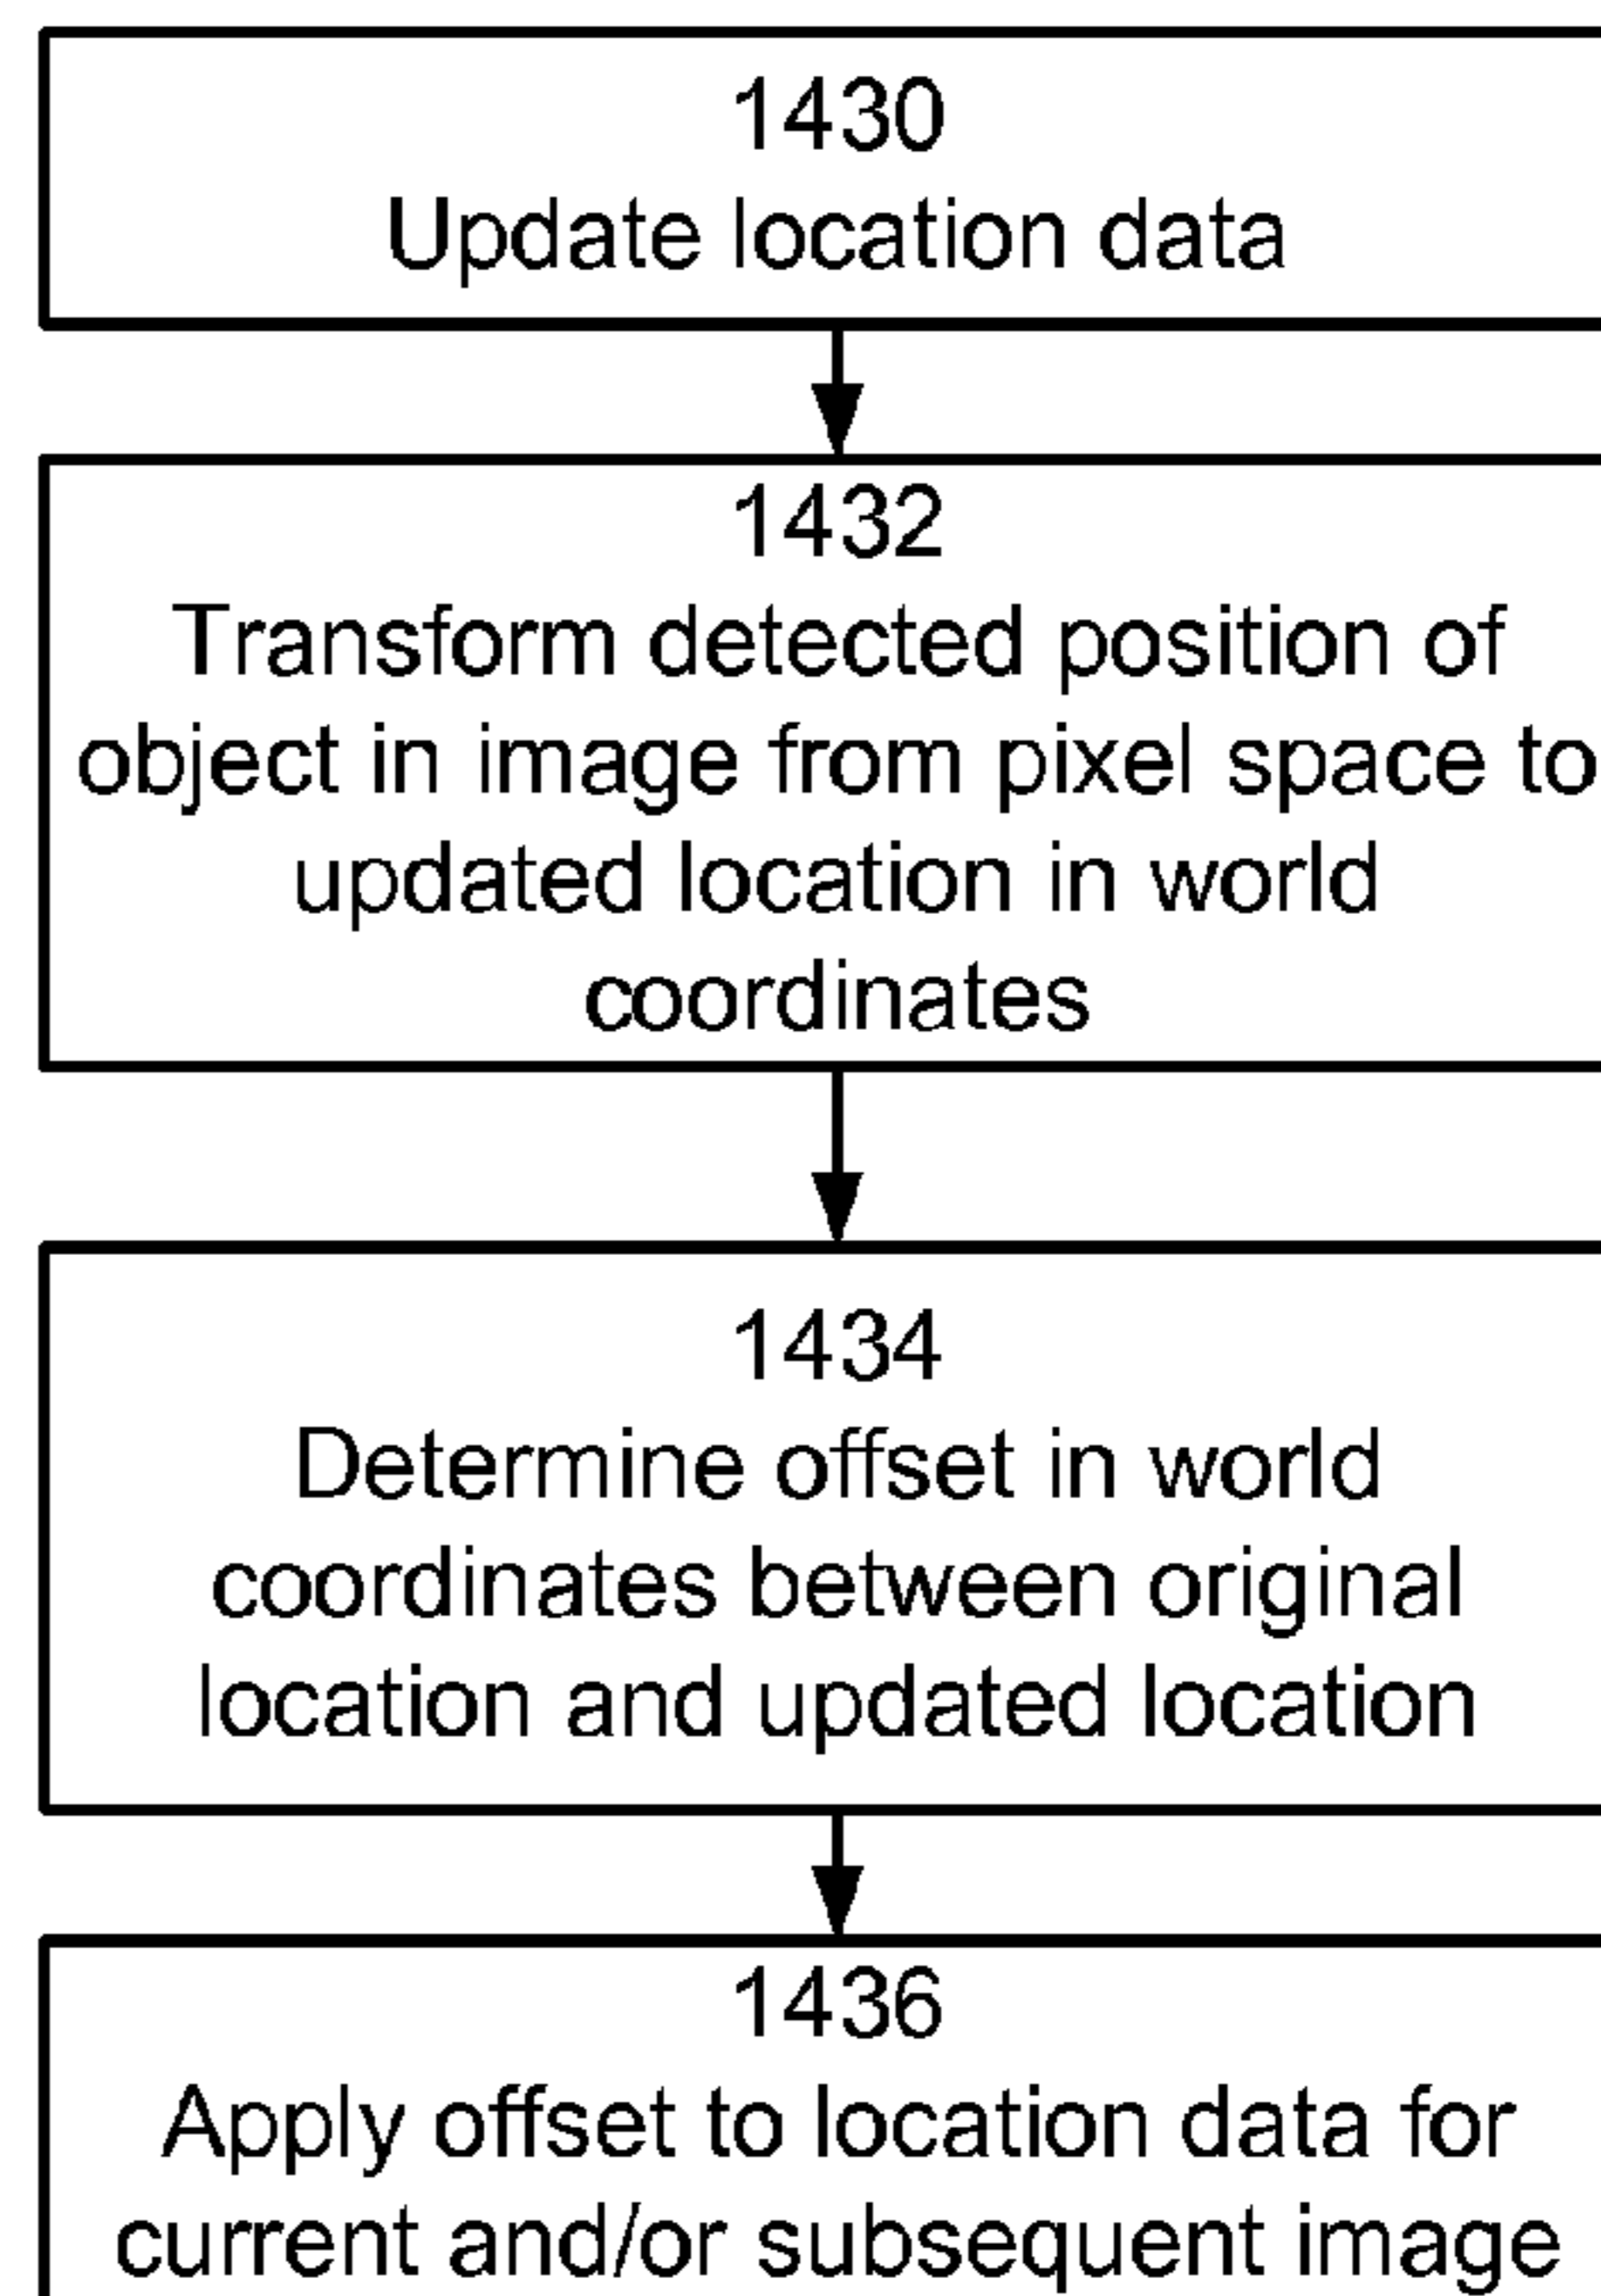 1430
Update location data
1432
Transform detected position of
object in image from pixel space to
updated location in world
coordinates
1434
Determine offset in world
coordinates between original
location and updated location
1436
Apply offset to location data for
current and/or subsequent image